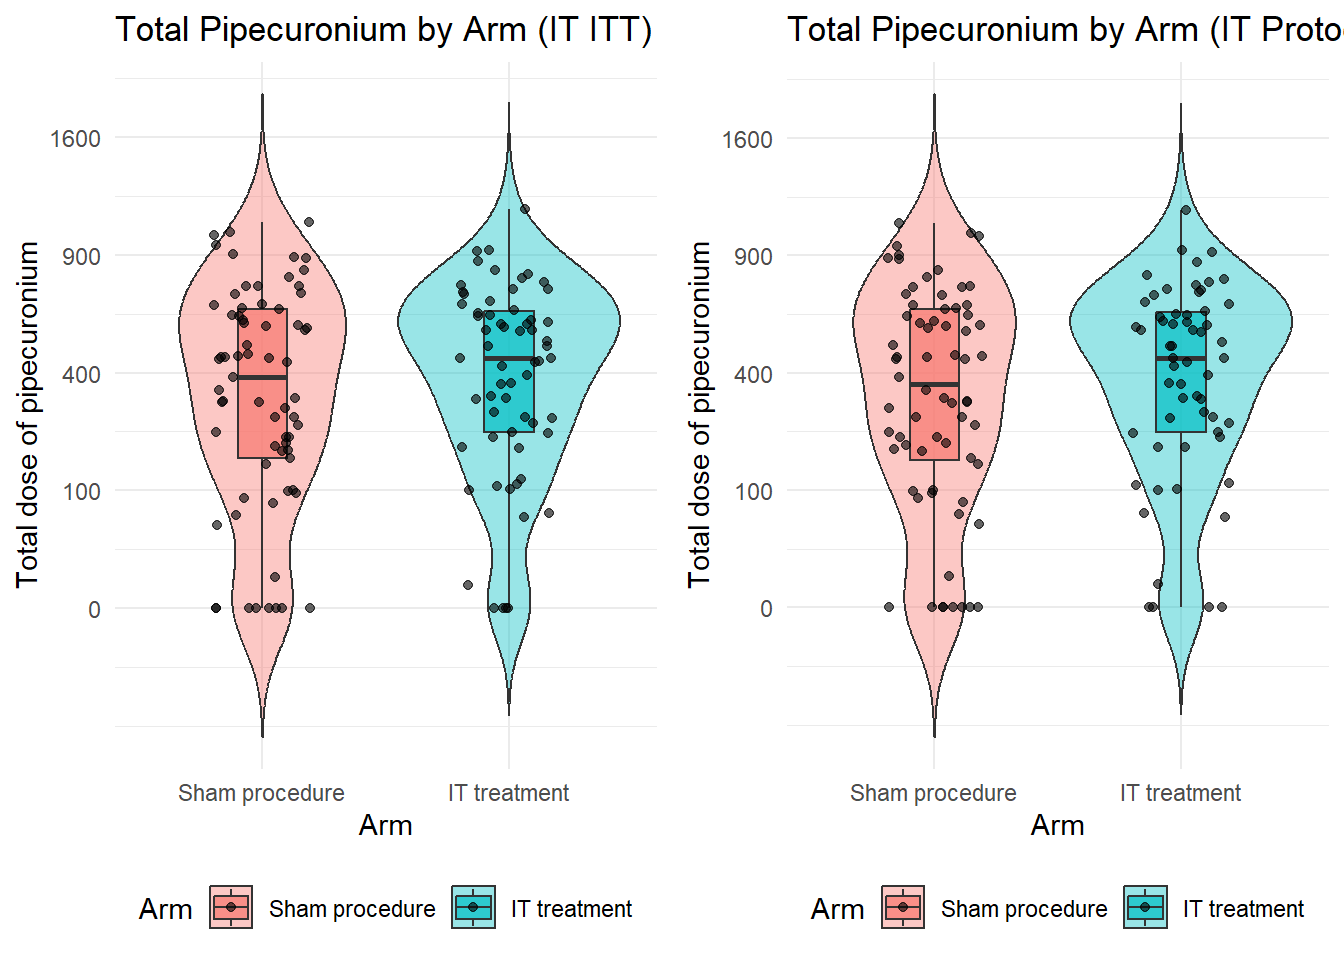 Total Pipecuronium by Arm (IT ITT)
Total dose of pipecuronium
1600
900
400
100
0
Sham procedure IT treatment
Arm
Arm Sham procedure IT treatment
Total Pipecuronium by Arm (IT Proto
Total dose of pipecuronium
1600
900
400
100
0
Sham procedure IT treatment
Arm
Arm Sham procedure IT treatment